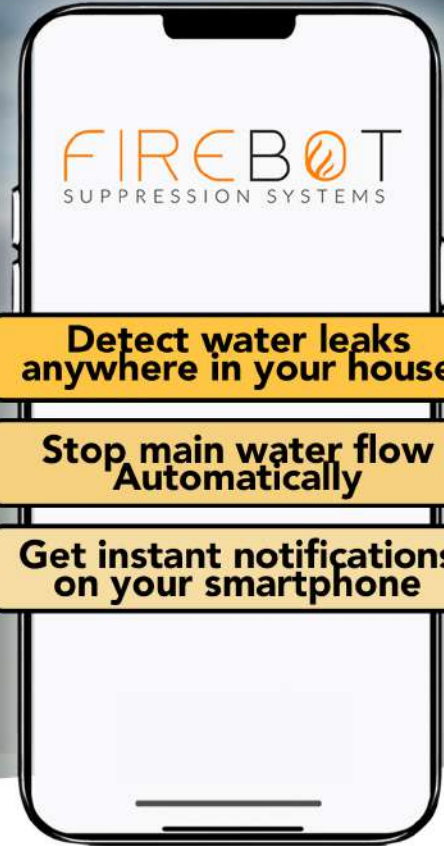 FIREBOT
SUPPRESSION SYSTEMS
Detect water leaks
anywhere in your house
Stop main water flow
Automatically
Get instant notifications
on your smartphone